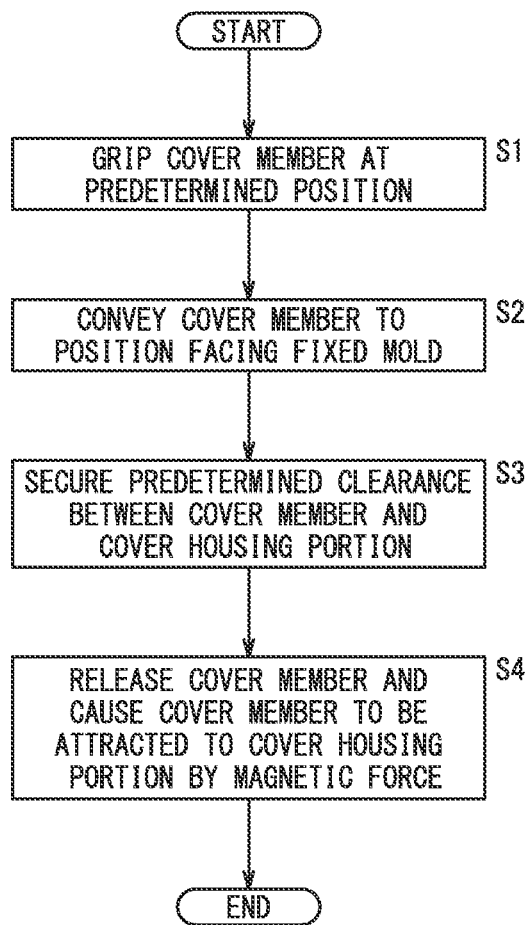 START
GRIP COVER MEMBER AT
PREDETERMINED POSITION
S1
CONVEY COVER MEMBER TO
POSITION FACING FIXED MOLD
S2
SECURE PREDETERMINED CLEARANCE
BETWEEN COVER MEMBER AND
COVER HOUSING PORTION
S3
RELEASE COVER MEMBER AND
CAUSE COVER MEMBER TO BE
ATTRACTED TO COVER HOUSING
PORTION BY MAGNETIC FORCE
S4
END